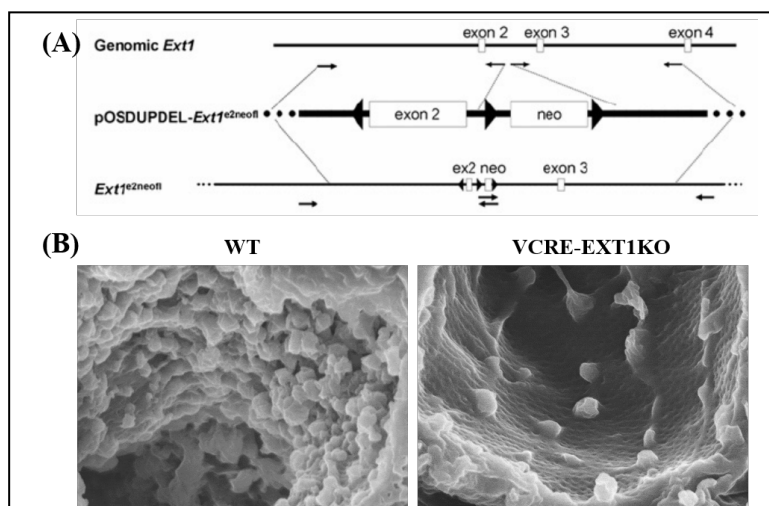 (A)
Genomic Ext1
exon 2 exon 3 exon 4
pOSDUPDEL-Ext1e2neofl
exon 2 neo
ex2 neo exon 3
Ext1e2neofl
(B)
WT VCRE-EXT1KO